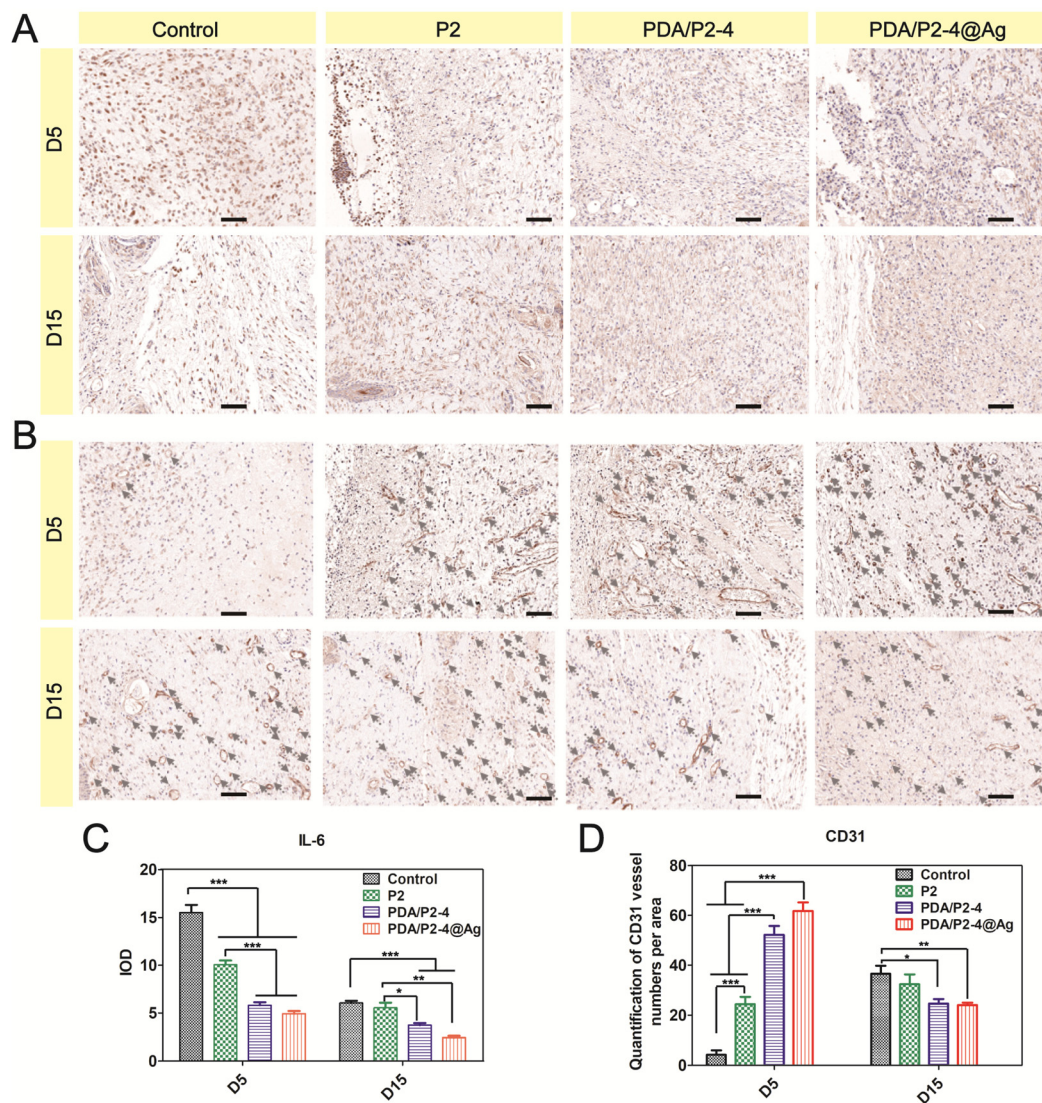 A
Control
P2
PDA/P2-4
PDA/P2-4@Ag
D5
D15
B
D5
D15
C
IL-6
IOD
20
15
10
5
0
***
***
***
**
*
Control
P2
PDA/P2-4
PDA/P2-4@Ag
D5
D15
D
CD31
Quantification of CD31 vessel
numbers per area
80
60
40
20
0
***
***
***
**
*
Control
P2
PDA/P2-4
PDA/P2-4@Ag
D5
D15